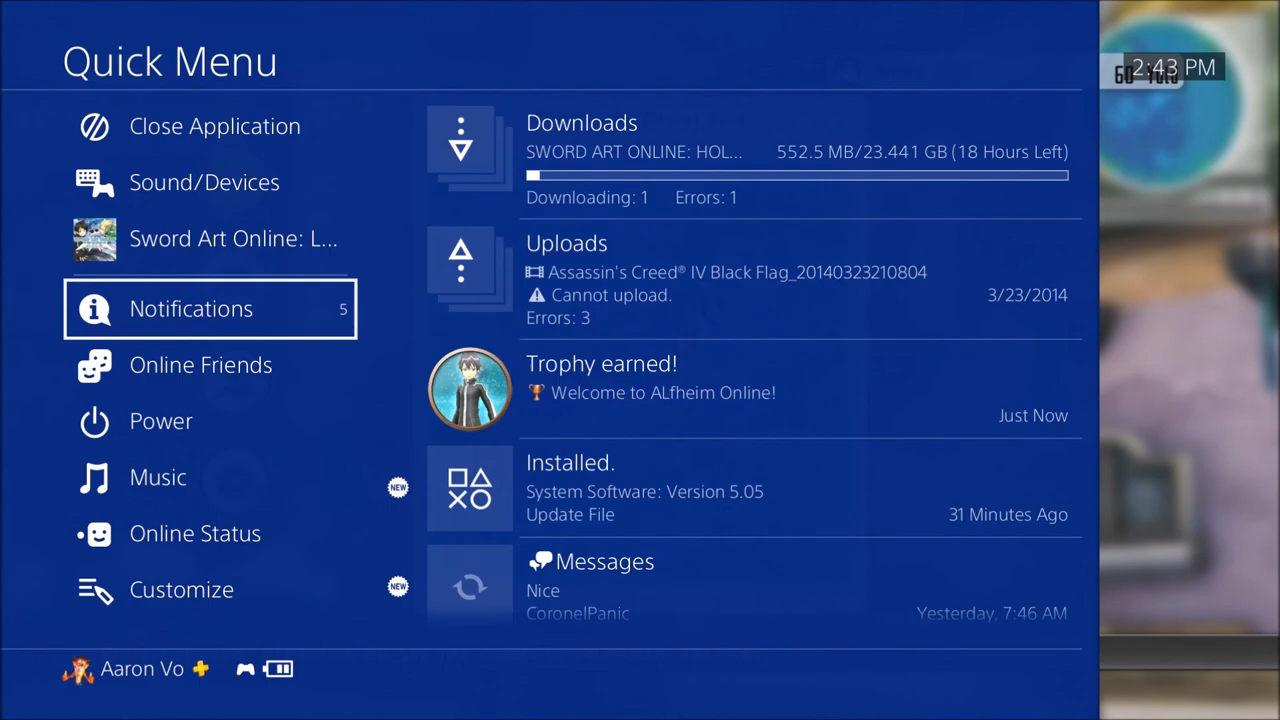 Quick Menu
2:43 PM
Close Application
Sound/Devices
Sword Art Online: L...
Notifications 5
Online Friends
Power
Music
Online Status
Customize
Downloads
SWORD ART ONLINE: HOL... 552.5 MB/23.441 GB (18 Hours Left)
Downloading: 1 Errors: 1
Uploads
Assassin's Creed® IV Black Flag_20140323210804
Cannot upload. 3/23/2014
Errors: 3
Trophy earned!
Welcome to ALfheim Online!
Just Now
NEW
Installed.
System Software: Version 5.05
Update File 31 Minutes Ago
NEW
Messages
Nice
CoronelPanic Yesterday, 7:46 AM
Aaron Vo